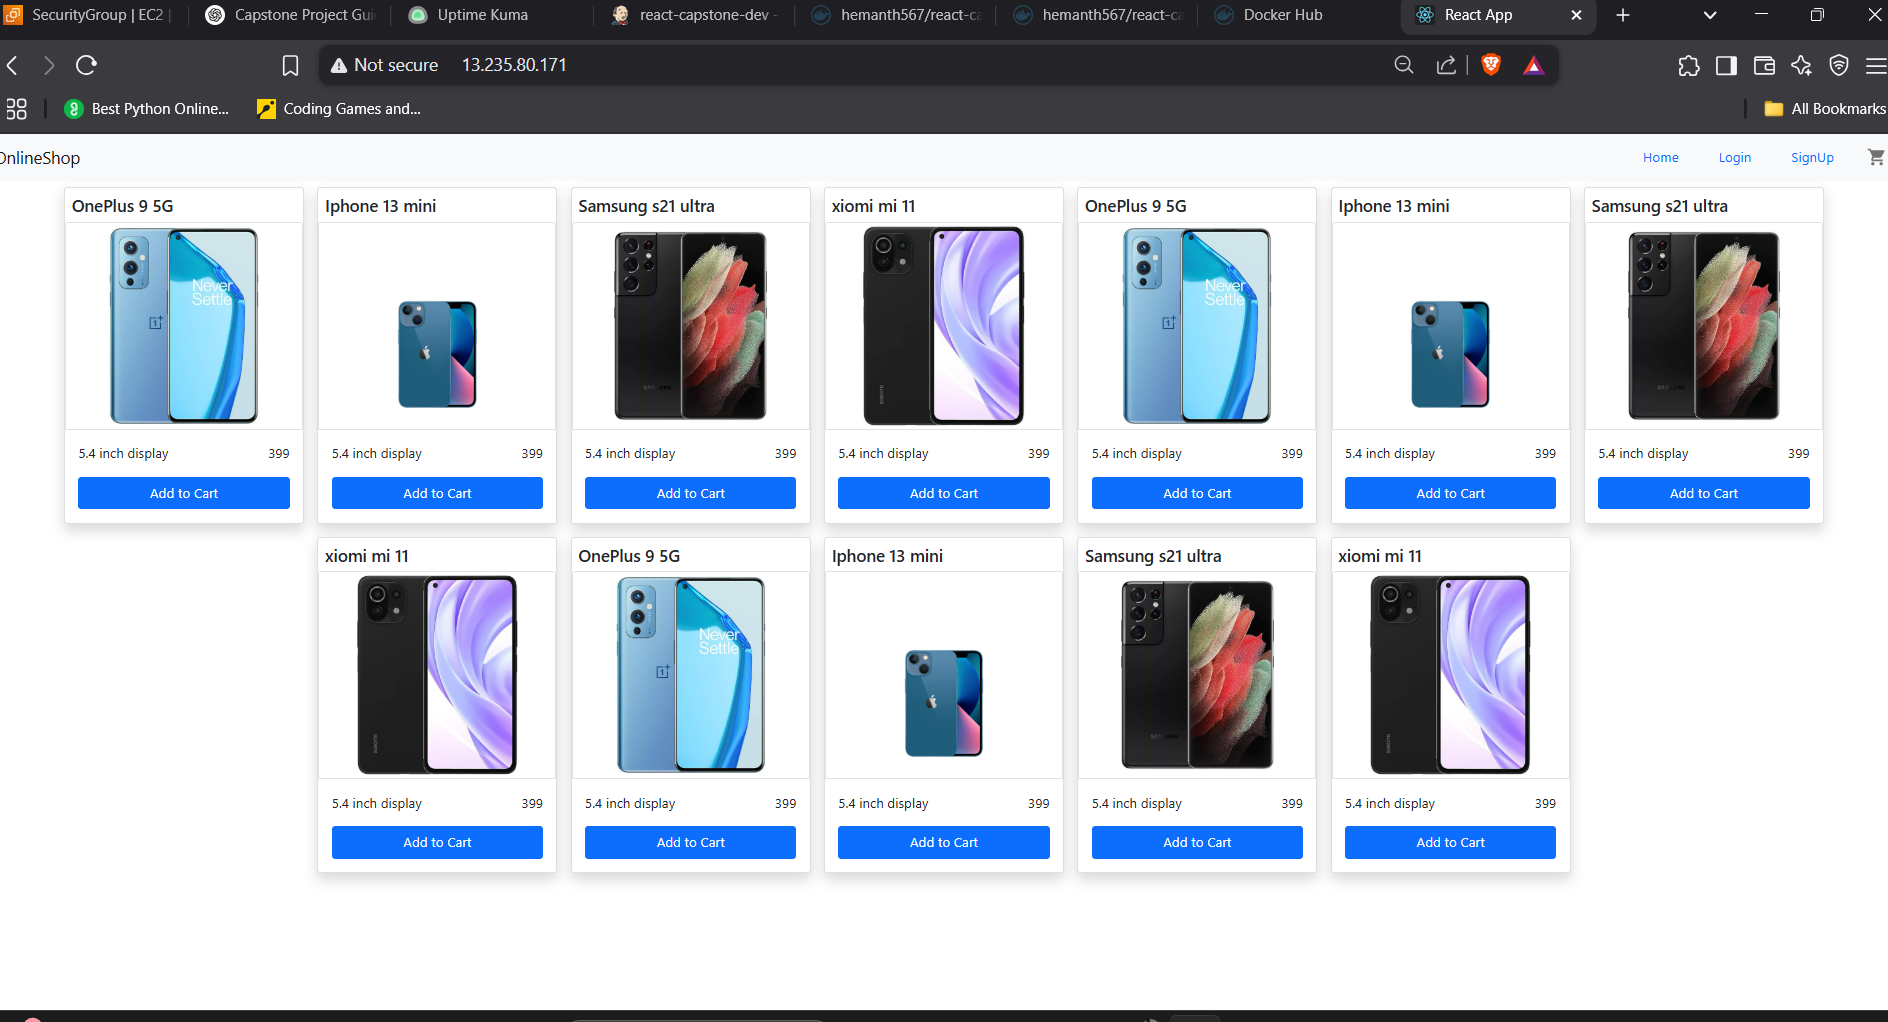 SecurityGroup | EC2 |
Capstone Project Gui
Uptime Kuma
react-capstone-dev -
hemanth567/react-ca
hemanth567/react-ca
Docker Hub
React App
Not secure 13.235.80.171
Best Python Online...
Coding Games and...
All Bookmarks
OnlineShop
Home
Login
SignUp
OnePlus 9 5G
Iphone 13 mini
Samsung s21 ultra
xiomi mi 11
OnePlus 9 5G
Iphone 13 mini
Samsung s21 ultra
Never
Settle
SAMSUNG
XIAOMI
Never
Settle
SAMSUNG
5.4 inch display 399
5.4 inch display 399
5.4 inch display 399
5.4 inch display 399
5.4 inch display 399
5.4 inch display 399
5.4 inch display 399
Add to Cart
Add to Cart
Add to Cart
Add to Cart
Add to Cart
Add to Cart
Add to Cart
xiomi mi 11
OnePlus 9 5G
Iphone 13 mini
Samsung s21 ultra
xiomi mi 11
XIAOMI
Never
Settle
SAMSUNG
XIAOMI
5.4 inch display 399
5.4 inch display 399
5.4 inch display 399
5.4 inch display 399
5.4 inch display 399
Add to Cart
Add to Cart
Add to Cart
Add to Cart
Add to Cart